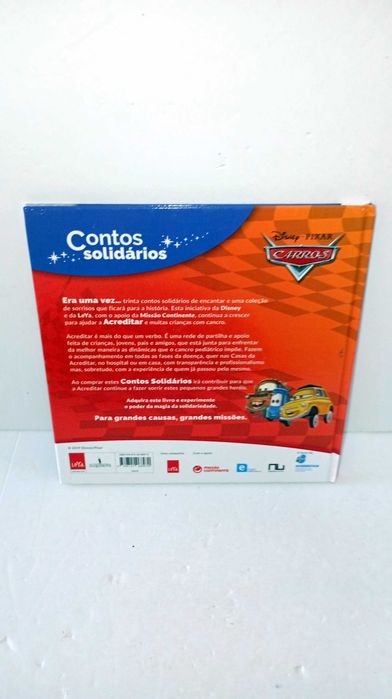 Contos
solidários
Disney · PIXAR
CARROS
Era uma vez... trinta contos solidários de encantar e uma coleção
de sorrisos que ficará para a história. Esta iniciativa da Disney
e da LeYa, com o apoio da Missão Continente, continua a crescer
para ajudar a Acreditar e muitas crianças com cancro.
Acreditar é mais do que um verbo. É uma rede de partilha e apoio
feita de crianças, jovens, pais e amigos, que está junta para enfrentar
da melhor maneira as dinâmicas que o cancro pediátrico impõe. Fazem
o acompanhamento em todas as fases da doença, quer nas Casas da
Acreditar, no hospital ou em casa, com transparência e profissionalismo
mas, sobretudo, com a experiência de quem já passou pelo mesmo.
Ao comprar estes Contos Solidários irá contribuir para que
a Acreditar continue a fazer sorrir estes pequenos grandes heróis.
Adquira este livro e experimente
o poder da magia da solidariedade.
Para grandes causas, grandes missões.
Disney/Pixar
LeYa
LeYa
missão
continente